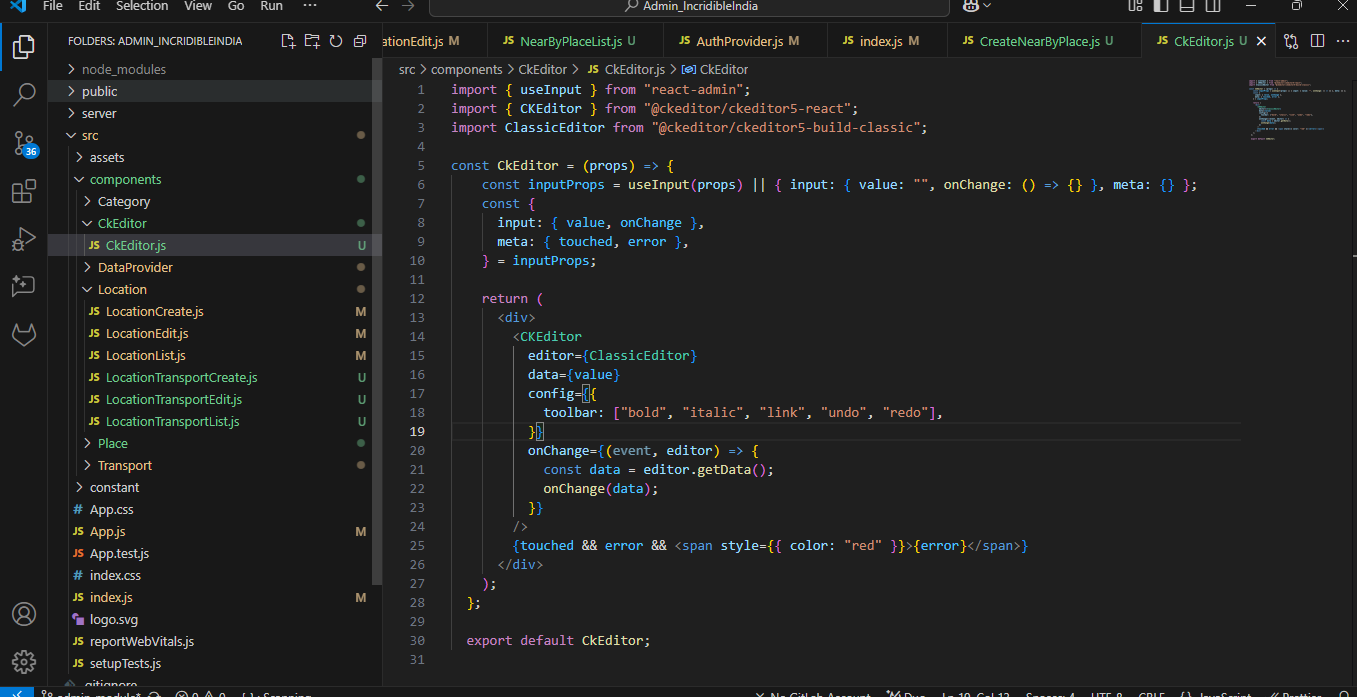 File Edit Selection View Go Run ··· Admin_IncridibleIndia
FOLDERS: ADMIN_INCRIDIBLEINDIA
ationEdit.js M JS NearByPlaceList.js U JS AuthProvider.js M JS index.js M JS CreateNearByPlace.js U JS CkEditor.js U
src > components > CkEditor > JS CkEditor.js > CkEditor
node_modules
public
server
src
assets
components
Category
CkEditor
JS CkEditor.js U
DataProvider
Location
JS LocationCreate.js M
JS LocationEdit.js M
JS LocationList.js M
JS LocationTransportCreate.js U
JS LocationTransportEdit.js U
JS LocationTransportList.js U
Place
Transport
constant
# App.css
JS App.js M
JS App.test.js
# index.css
JS index.js M
logo.svg
JS reportWebVitals.js
JS setupTests.js
.gitignore
36
1 import { useInput } from "react-admin";
2 import { CKEditor } from "@ckeditor/ckeditor5-react";
3 import ClassicEditor from "@ckeditor/ckeditor5-build-classic";
4
5 const CkEditor = (props) => {
6 const inputProps = useInput(props) || { input: { value: "", onChange: () => {} }, meta: {} };
7 const {
8 input: { value, onChange },
9 meta: { touched, error },
10 } = inputProps;
11
12 return (
13 <div>
14 <CKEditor
15 editor={ClassicEditor}
16 data={value}
17 config={{
18 toolbar: ["bold", "italic", "link", "undo", "redo"],
19 }}
20 onChange={(event, editor) => {
21 const data = editor.getData();
22 onChange(data);
23 }}
24 />
25 {touched && error && <span style={{ color: "red" }}>{error}</span>}
26 </div>
27 );
28 };
29
30 export default CkEditor;
31
admin_module* 0 0 Scanning No GitLab Account Duo Ln 19, Col 13 Spaces: 4 UTF-8 CRLF {} JavaScript Prettier